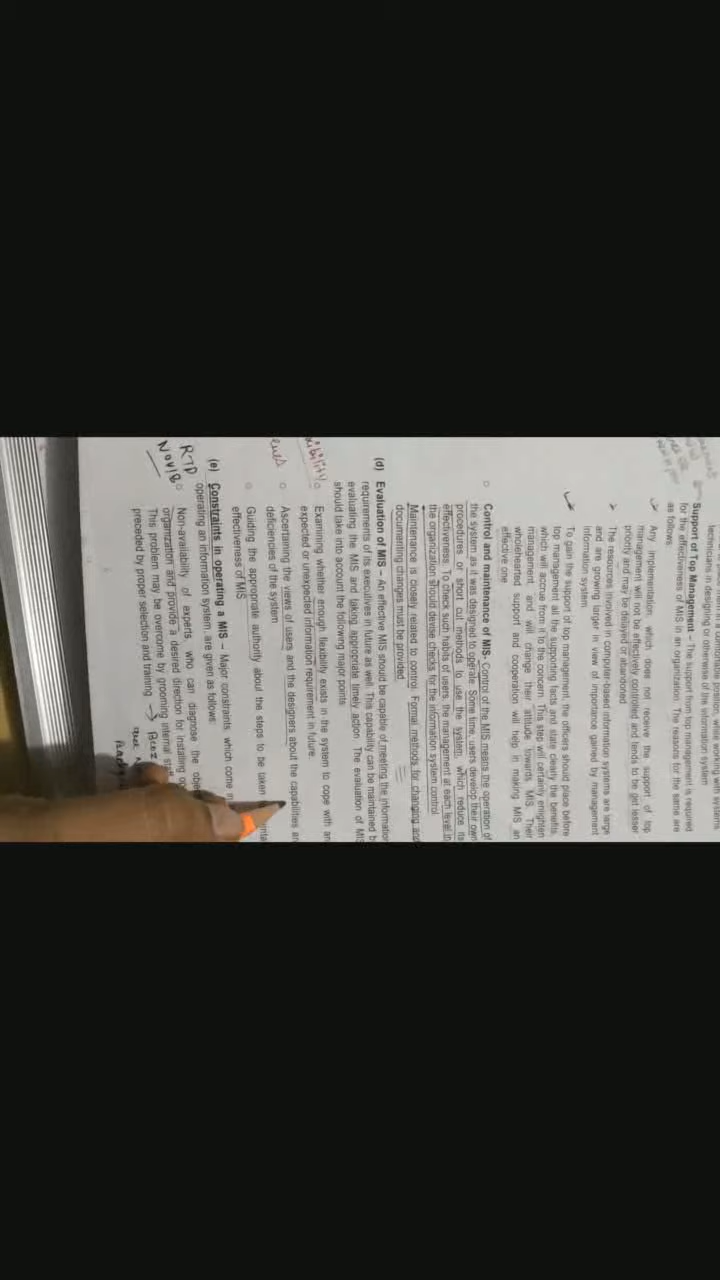 technicians in designing or otherwise of the information system
Support of Top Management – The support from top management is required
for the effectiveness of MIS in an organization. The reasons for the same are
as follows
Any implementation, which does not receive the support of top
management will not be effectively controlled and tends to be get lesser
priority and may be delayed or abandoned
The resources involved in computer-based information systems are large
and are growing larger in view of importance gained by management
information system
To gain the support of top management, the officers should place before
top management all the supporting facts and state clearly the benefits,
which will accrue from it to the concern. This step will certainly enlighten
management and will change their attitude towards MIS. Their
wholehearted support and cooperation will help in making MIS an
effective one
○ Control and maintenance of MIS- Control of the MIS means the operation of
the system as it was designed to operate. Some time, users develop their own
procedures or short cut methods to use the system, which reduce its
effectiveness. To check such habits of users, the management at each level in
the organization should devise checks for the information system control.
Maintenance is closely related to control. Formal methods for changing and
documenting changes must be provided
(d) Evaluation of MIS – An effective MIS should be capable of meeting the information
requirements of its executives in future as well. This capability can be maintained b
evaluating the MIS and taking appropriate timely action. The evaluation of MIS
should take into account the following major points
○ Examining whether enough flexibility exists in the system to cope with an
expected or unexpected information requirement in future.
○ Ascertaining the views of users and the designers about the capabilities an
deficiencies of the system
○ Guiding the appropriate authority about the steps to be taken
effectiveness of MIS
(e) Constraints in operating a MIS – Major constraints, which come in
operating an information system, are given as follows:
RTP
Nov 18
○ Non-availability of experts, who can diagnose the obje
organization and provide a desired direction for installing
This problem may be overcome by grooming internal staff
preceded by proper selection and training